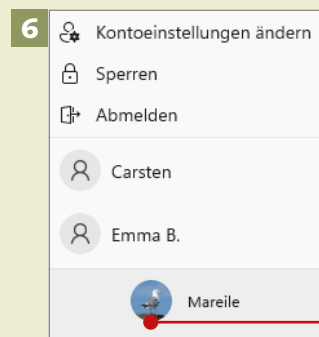 6
Kontoeinstellungen ändern
Sperren
Abmelden
Carsten
Emma B.
Mareile